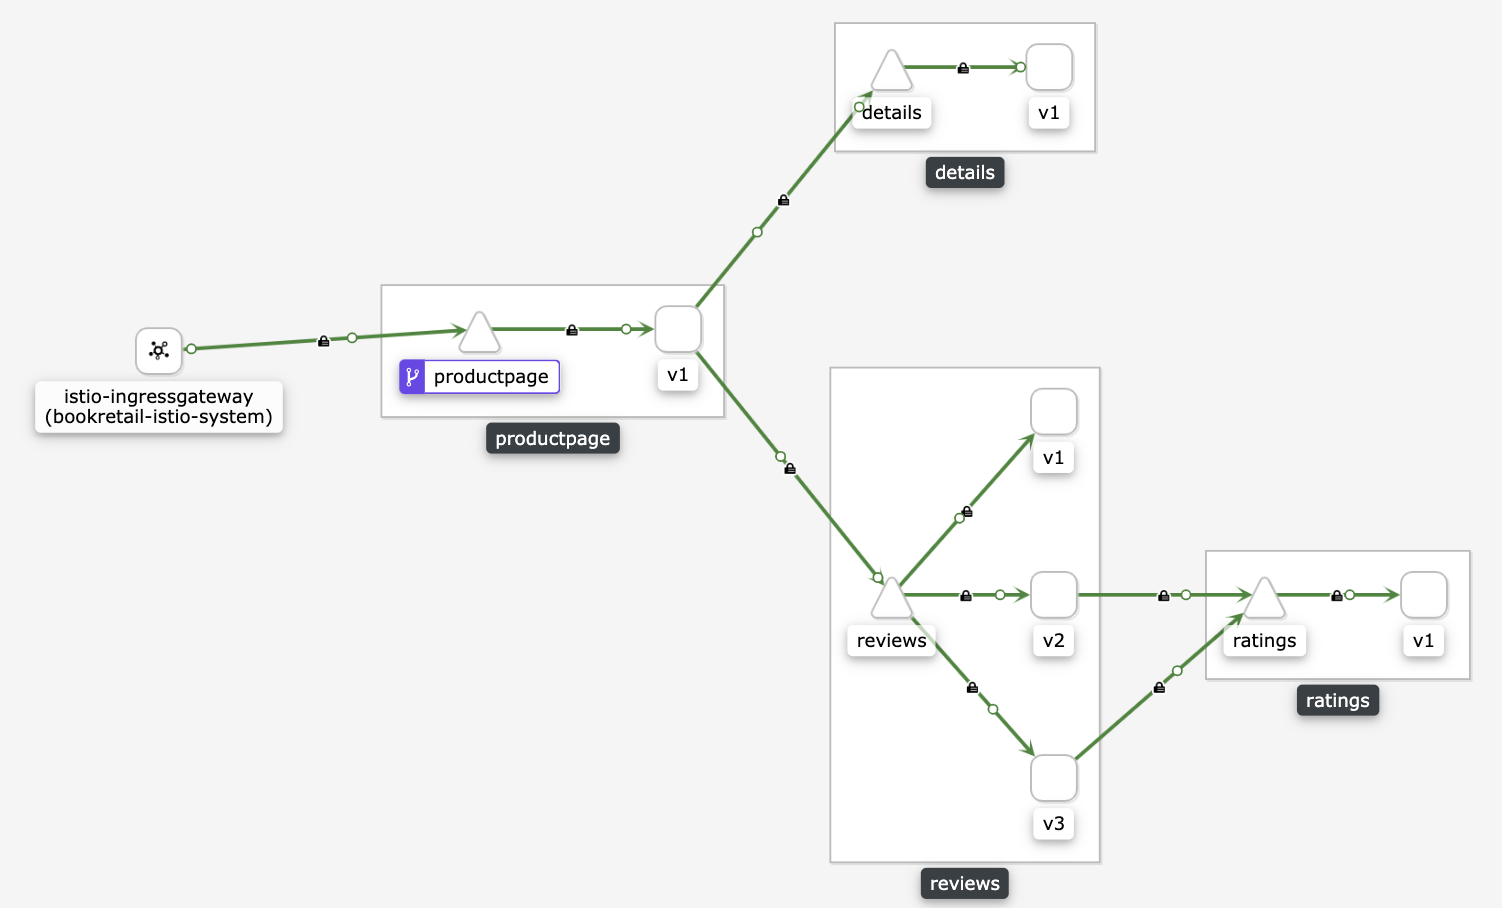 details
v1
details
istio-ingressgateway
(bookretail-istio-system)
productpage
v1
productpage
v1
reviews
v2
v3
reviews
ratings
v1
ratings